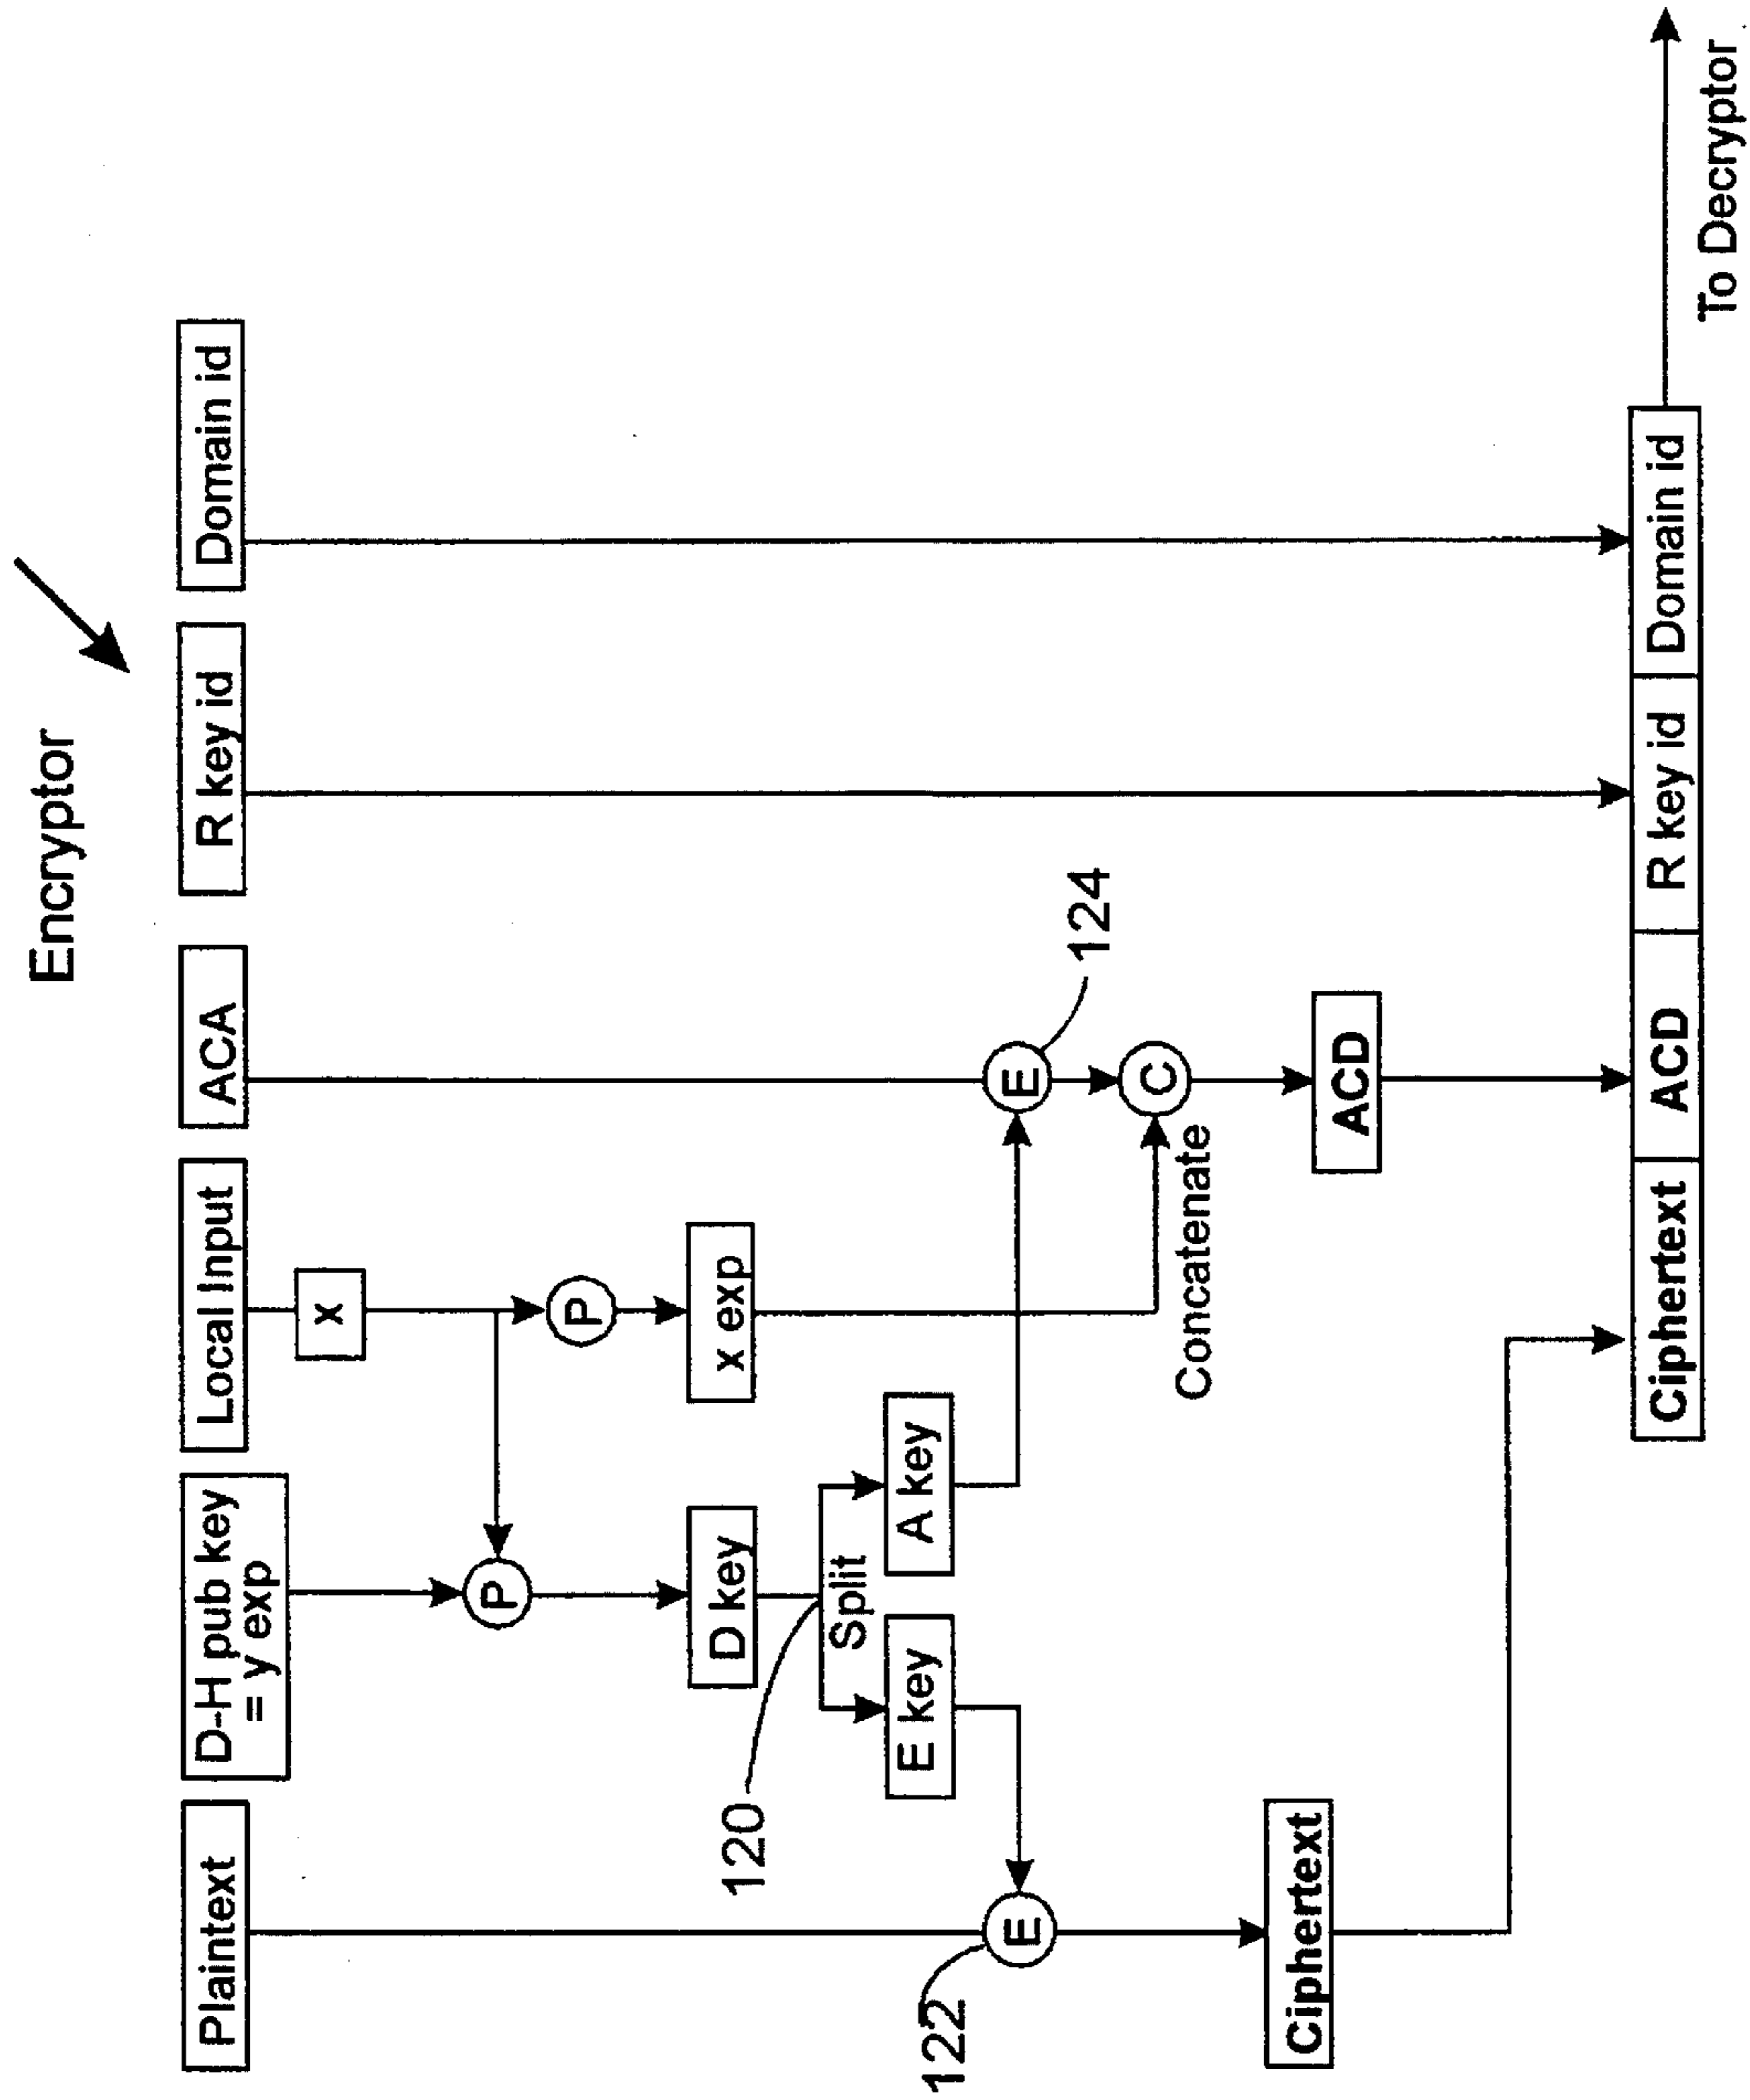 Encryptor
Plaintext
D-H pub key
= y exp
Local Input
ACA
R key id
Domain id
x
P
P
D key
x exp
120
Split
E key
A key
122
E
E
124
C
Concatenate
Ciphertext
ACD
Ciphertext
ACD
R key id
Domain id
To Decryptor